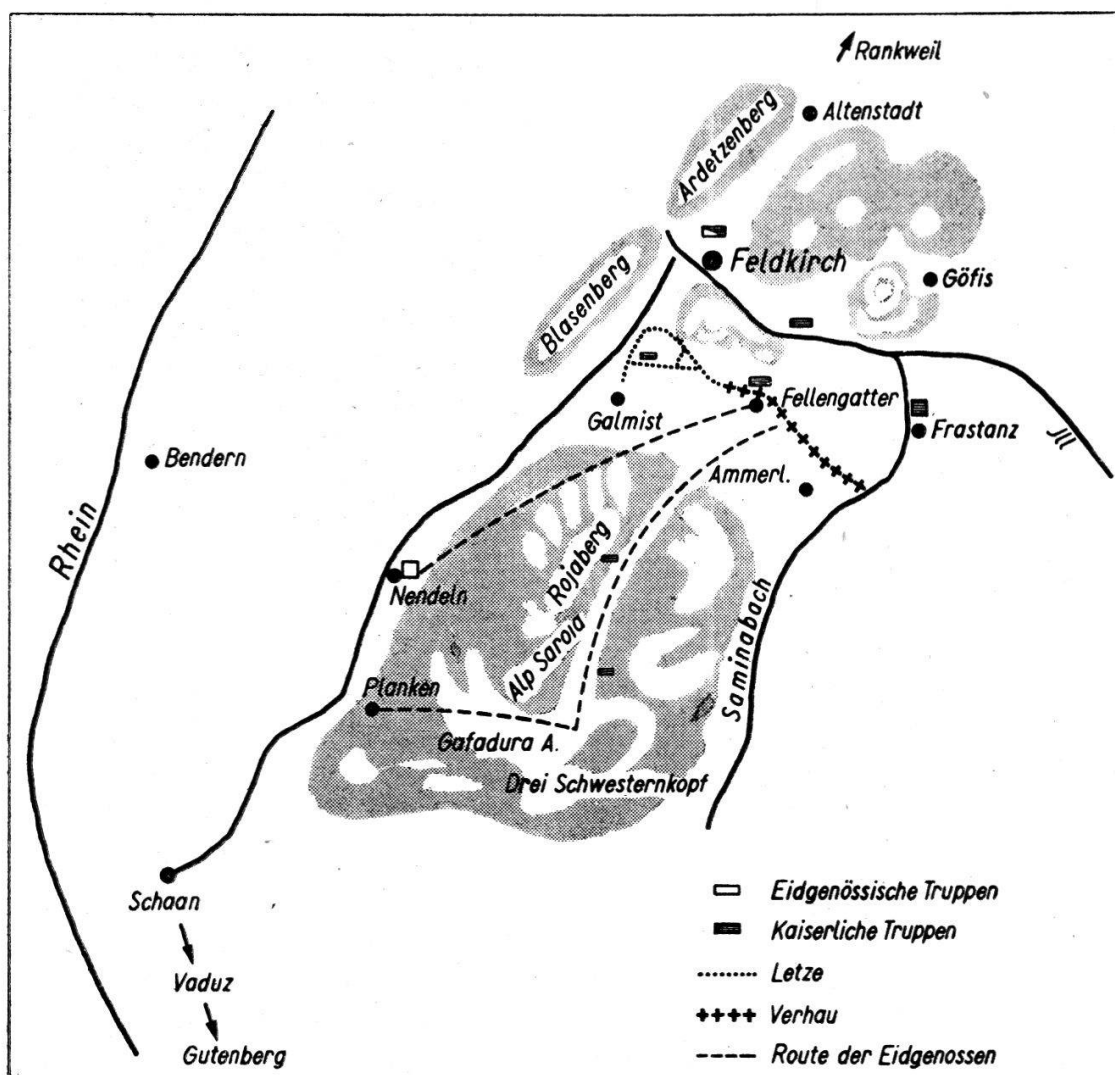 Rankweil
Altenstadt
Ardetzenberg
Feldkirch
Göfis
Blasenberg
Galmist
Fellengatter
Frastanz
Jll
Bendern
Ammerl.
Rhein
Nendeln
Rojaberg
Alp Saroia
Saminabach
Planken
Gafadura A.
Drei Schwesternkopf
Schaan
Vaduz
Gutenberg
Eidgenössische Truppen
Kaiserliche Truppen
Letze
Verhau
Route der Eidgenossen